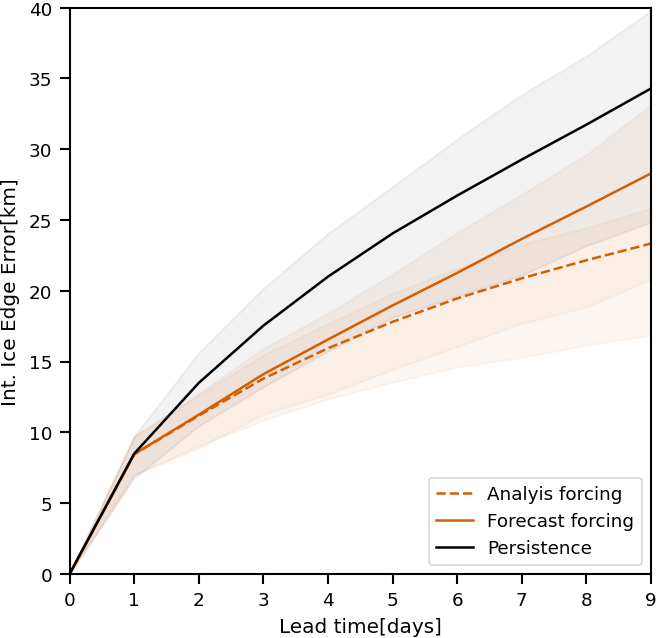 40
35
30
25
20
15
10
5
0
Int. Ice Edge Error[km]
Analyis forcing
Forecast forcing
Persistence
0 1 2 3 4 5 6 7 8 9
Lead time[days]